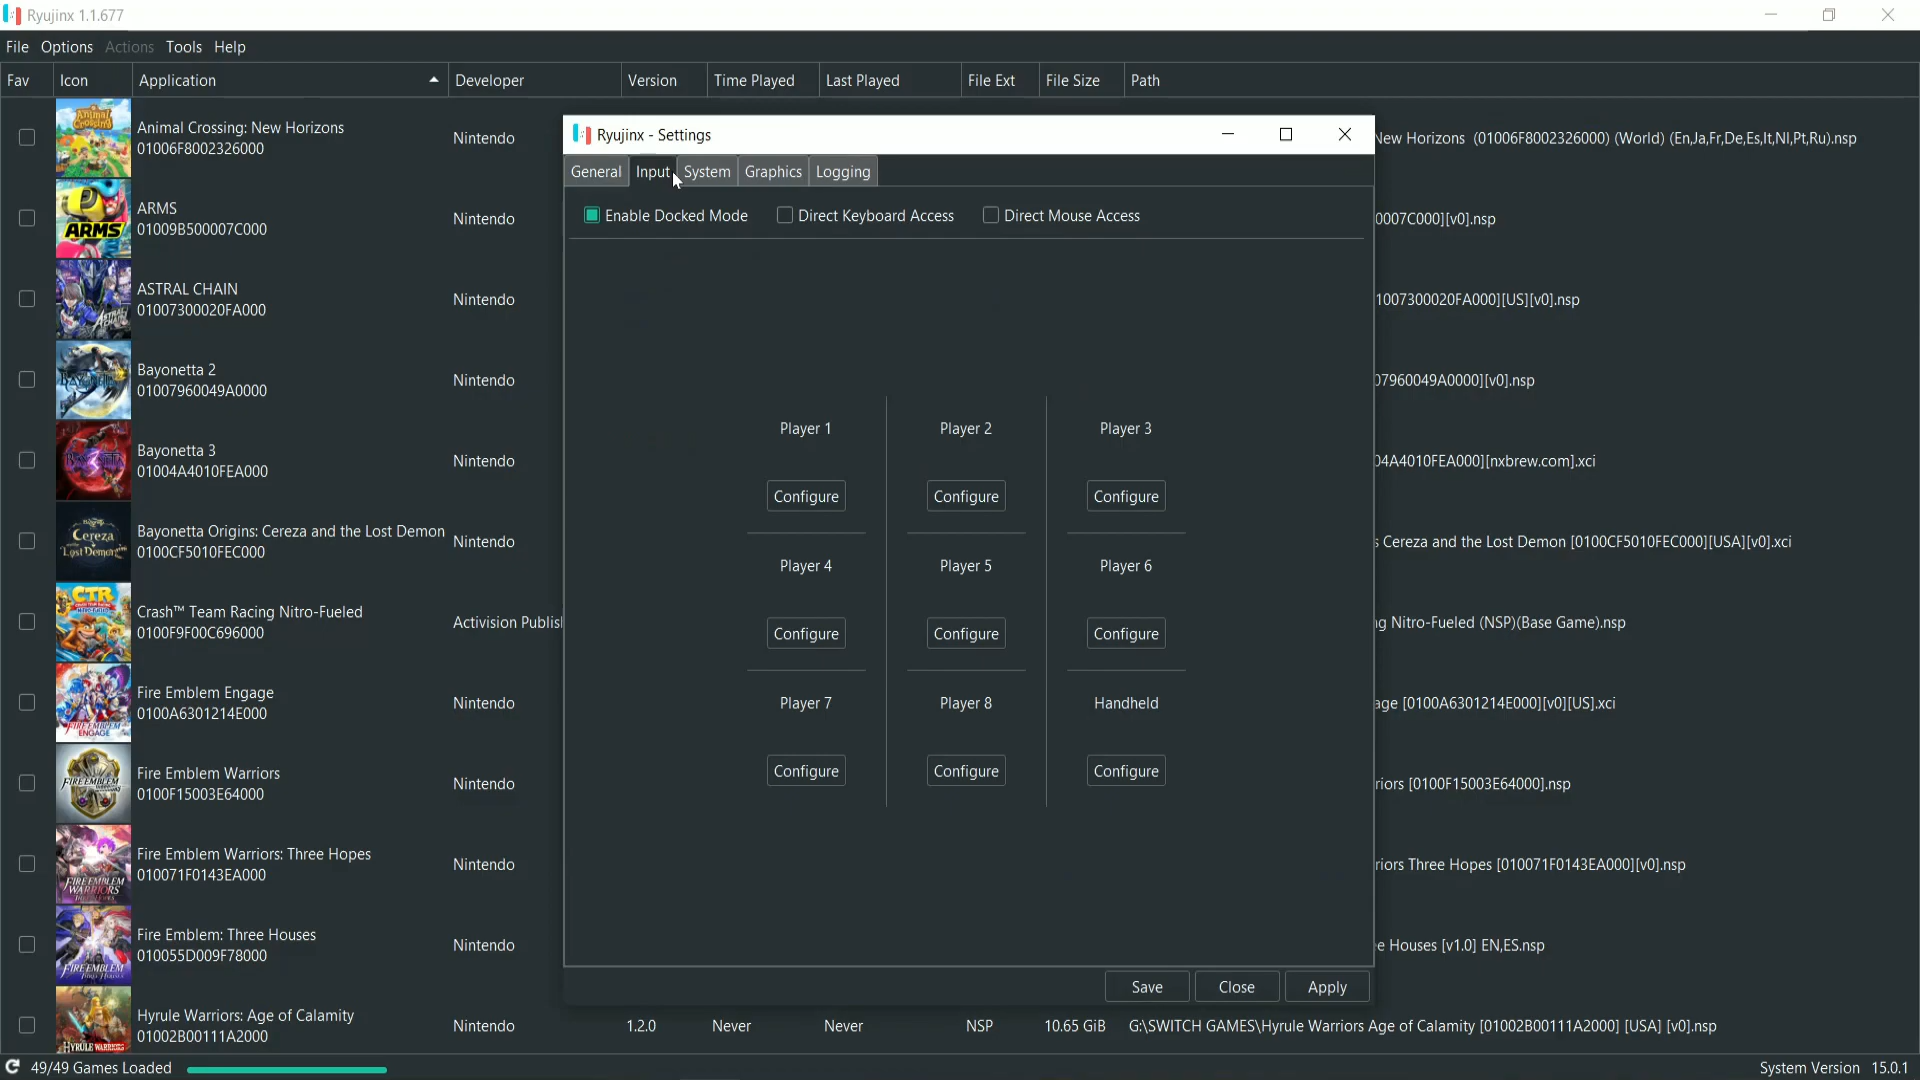 Ryujinx 1.1.677
File Options Actions Tools Help
Fav Icon Application Developer Version Time Played Last Played File Ext File Size Path
Animal Crossing: New Horizons
01006F8002326000
Nintendo
New Horizons (01006F8002326000) (World) (En,Ja,Fr,De,Es,It,Nl,Pt,Ru).nsp
ARMS
01009B500007C000
Nintendo
0007C000][v0].nsp
ASTRAL CHAIN
01007300020FA000
Nintendo
1007300020FA000][US][v0].nsp
Bayonetta 2
01007960049A0000
Nintendo
07960049A0000][v0].nsp
Bayonetta 3
01004A4010FEA000
Nintendo
04A4010FEA000][nxbrew.com].xci
Bayonetta Origins: Cereza and the Lost Demon
0100CF5010FEC000
Nintendo
s Cereza and the Lost Demon [0100CF5010FEC000][USA][v0].xci
Crash™ Team Racing Nitro-Fueled
0100F9F00C696000
Activision Publis
ng Nitro-Fueled (NSP)(Base Game).nsp
Fire Emblem Engage
0100A6301214E000
Nintendo
age [0100A6301214E000][v0][US].xci
Fire Emblem Warriors
0100F15003E64000
Nintendo
riors [0100F15003E64000].nsp
Fire Emblem Warriors: Three Hopes
010071F0143EA000
Nintendo
riors Three Hopes [010071F0143EA000][v0].nsp
Fire Emblem: Three Houses
010055D009F78000
Nintendo
e Houses [v1.0] EN,ES.nsp
Hyrule Warriors: Age of Calamity
01002B00111A2000
Nintendo 1.2.0 Never Never NSP 10.65 GiB G:\SWITCH GAMES\Hyrule Warriors Age of Calamity [01002B00111A2000] [USA] [v0].nsp
Ryujinx - Settings
General Input System Graphics Logging
Enable Docked Mode Direct Keyboard Access Direct Mouse Access
Player 1 Player 2 Player 3
Configure Configure Configure
Player 4 Player 5 Player 6
Configure Configure Configure
Player 7 Player 8 Handheld
Configure Configure Configure
Save Close Apply
49/49 Games Loaded
System Version 15.0.1